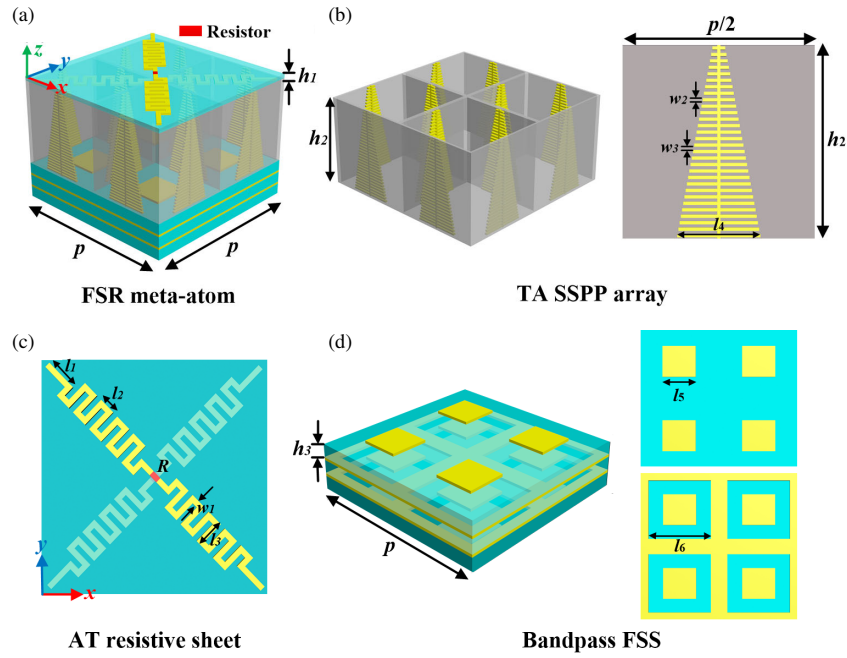 (a)
Resistor
z
y
x
h1
p
p
FSR meta-atom
(b)
h2
p/2
w2
w3
h2
l4
TA SSPP array
(c)
l1
l2
R
w1
l3
y
x
AT resistive sheet
(d)
h3
p
l5
l6
Bandpass FSS